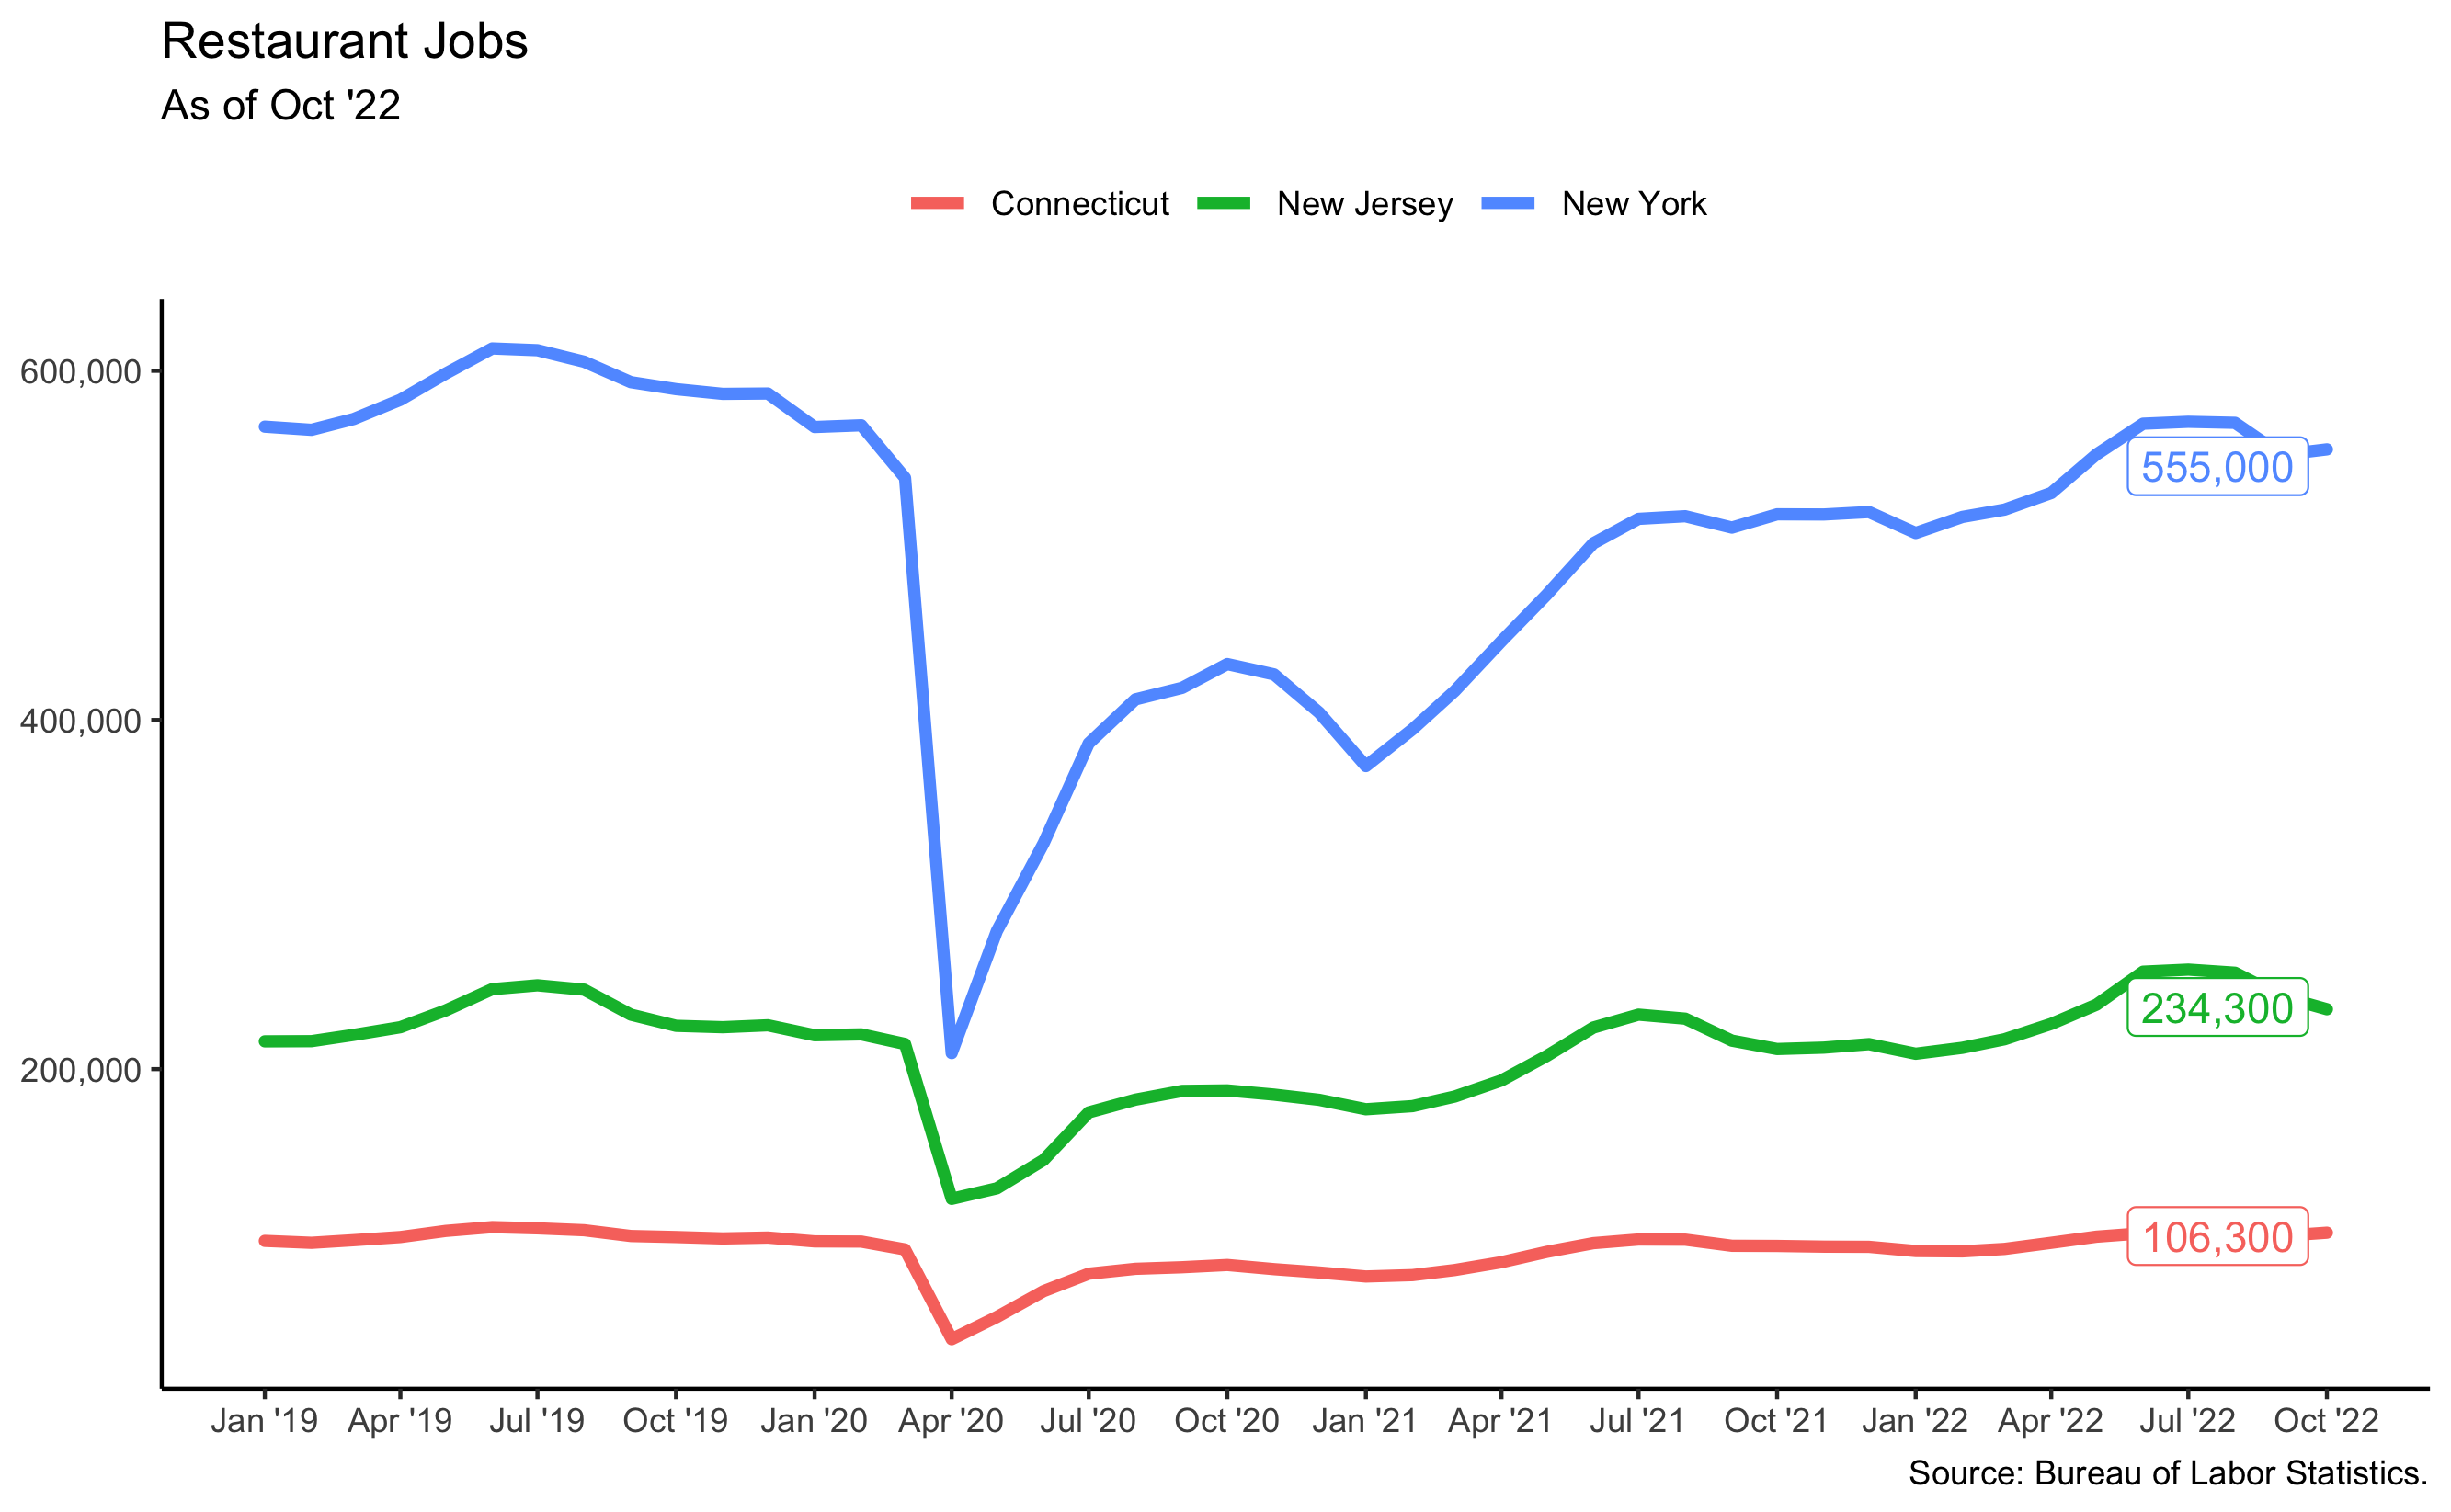 Restaurant Jobs
As of Oct '22
Connecticut New Jersey New York
600,000
400,000
200,000
555,000
234,300
106,300
Jan '19 Apr '19 Jul '19 Oct '19 Jan '20 Apr '20 Jul '20 Oct '20 Jan '21 Apr '21 Jul '21 Oct '21 Jan '22 Apr '22 Jul '22 Oct '22
Source: Bureau of Labor Statistics.